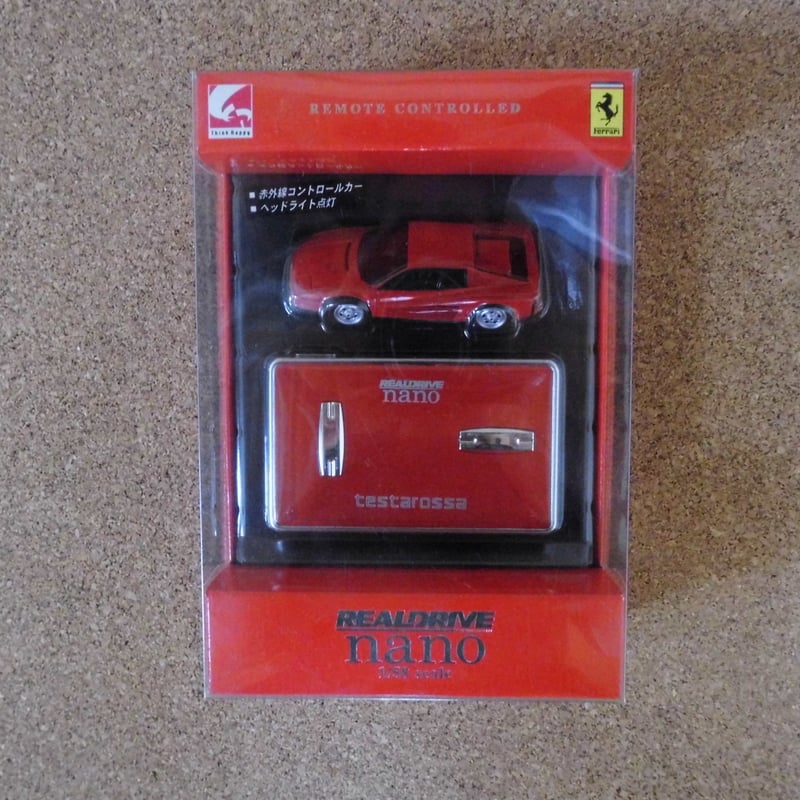 Think Happy
REMOTE CONTROLLED
Ferrari
■ 赤外線コントロールカー
■ ヘッドライト点灯
REALDRIVE
nano
testarossa
REALDRIVE
nano
scale